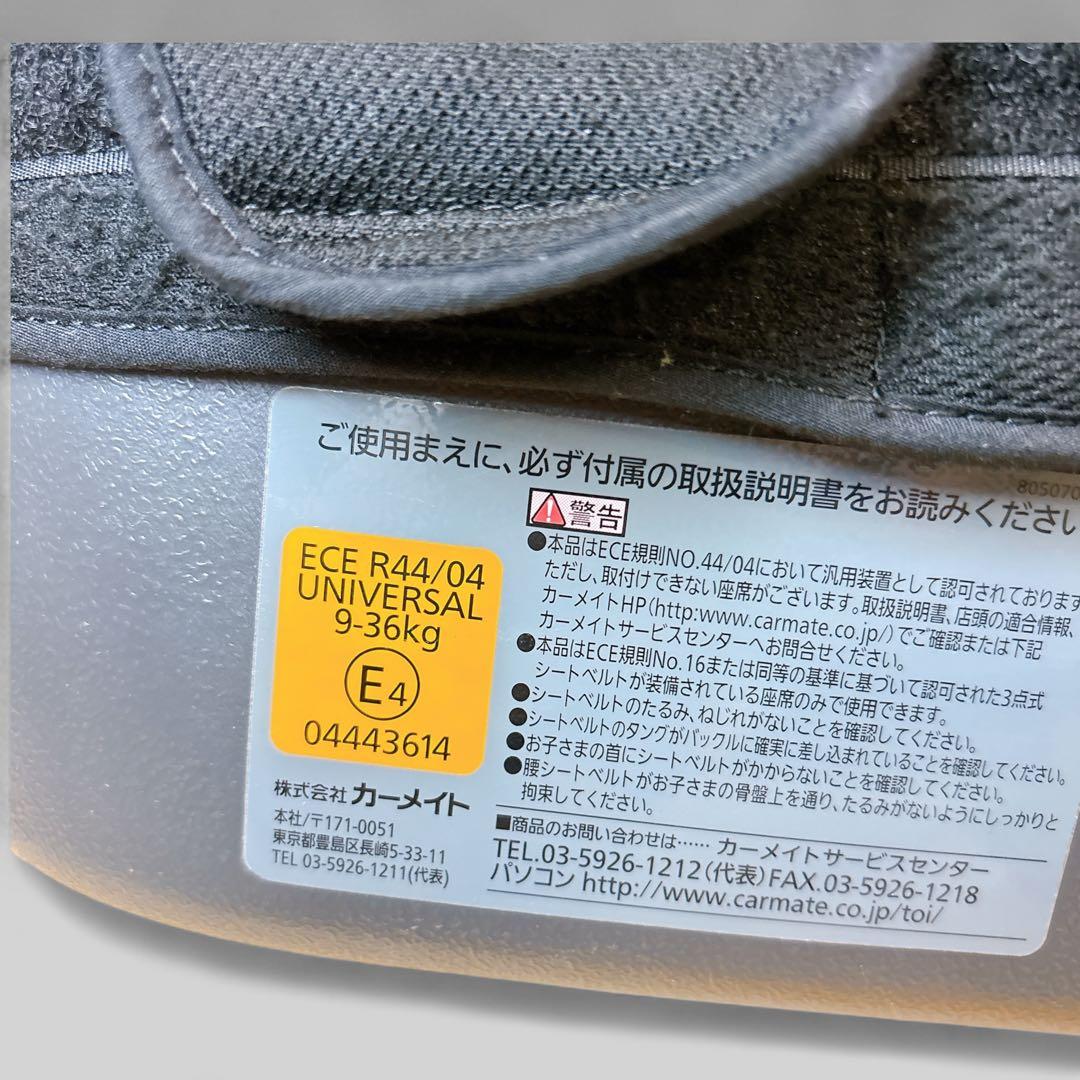 805070
ご使用まえに、必ず付属の取扱説明書をお読みください
警告
●本品はECE規則NO.44/04において汎用装置として認可されております
ただし、取付けできない座席がございます。取扱説明書、店頭の適合情報、
カーメイトHP(http:www.carmate.co.jp/)でご確認または下記
カーメイトサービスセンターへお問合せください。
●本品はECE規則No.16または同等の基準に基づいて認可された3点式
シートベルトが装備されている座席のみで使用できます。
●シートベルトのたるみ、ねじれがないことを確認してください。
●シートベルトのタングがバックルに確実に差し込まれていることを確認してください。
●お子さまの首にシートベルトがかからないことを確認してください。
●腰シートベルトがお子さまの骨盤上を通り、たるみがないようにしっかりと
拘束してください。
ECE R44/04
UNIVERSAL
9-36kg
E4
04443614
株式会社 カーメイト
本社/〒171-0051
東京都豊島区長崎5-33-11
TEL 03-5926-1211(代表)
■商品のお問い合わせは…… カーメイトサービスセンター
TEL.03-5926-1212(代表)FAX.03-5926-1218
パソコン http://www.carmate.co.jp/toi/